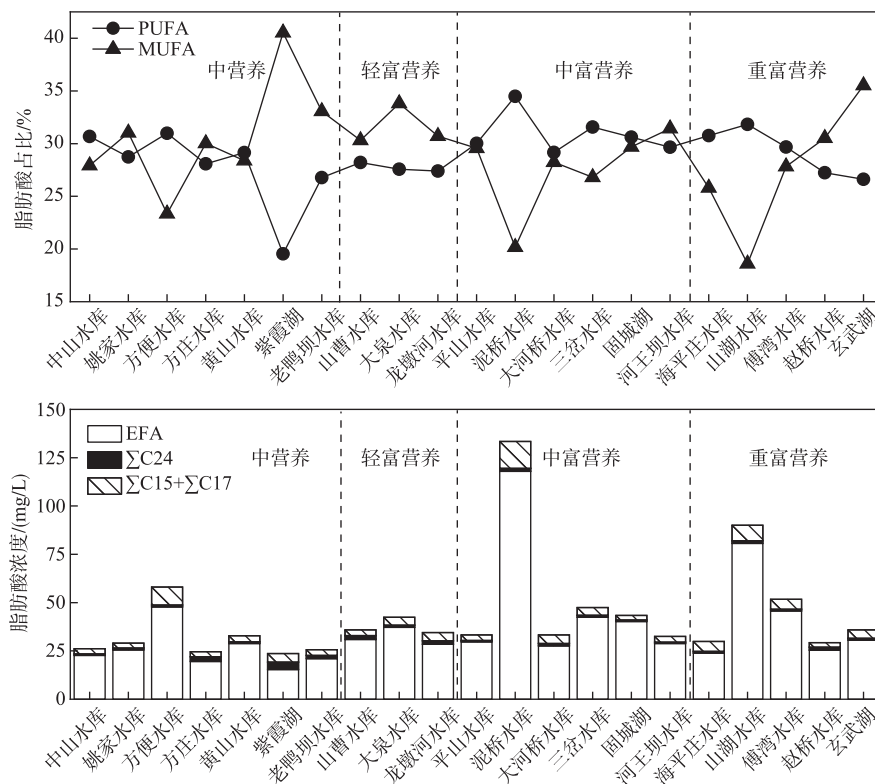 PUFA
MUFA
中营养
轻富营养
中富营养
重富营养
脂肪酸占比/%
40
35
30
25
20
15
中山水库
姚家水库
方便水库
方庄水库
黄山水库
紫霞湖
老鸭坝水库
山曹水库
大泉水库
龙墩河水库
平山水库
泥桥水库
大河桥水库
三岔水库
固城湖
河王坝水库
海平庄水库
山湖水库
傅湾水库
赵桥水库
玄武湖
EFA
∑C24
∑C15+∑C17
中营养
轻富营养
中富营养
重富营养
脂肪酸浓度/(mg/L)
150
125
100
75
50
25
0
中山水库
姚家水库
方便水库
方庄水库
黄山水库
紫霞湖
老鸭坝水库
山曹水库
大泉水库
龙墩河水库
平山水库
泥桥水库
大河桥水库
三岔水库
固城湖
河王坝水库
海平庄水库
山湖水库
傅湾水库
赵桥水库
玄武湖